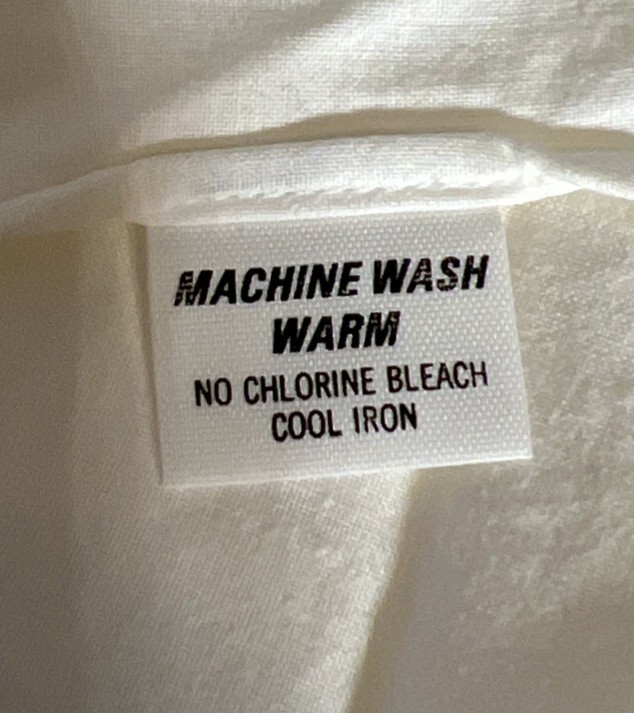 MACHINE WASH
WARM
NO CHLORINE BLEACH
COOL IRON